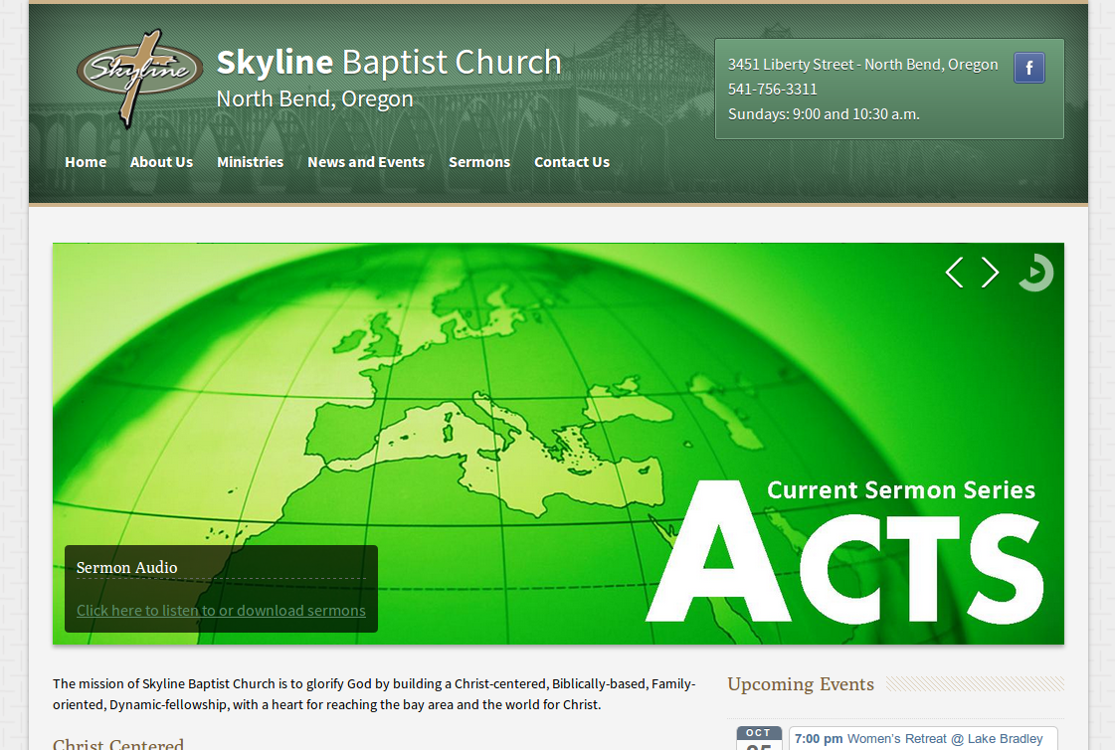 Skyline
Skyline Baptist Church
North Bend, Oregon
3451 Liberty Street - North Bend, Oregon
f
541-756-3311
Sundays: 9:00 and 10:30 a.m.
Home About Us Ministries News and Events Sermons Contact Us
Current Sermon Series
ACTS
Sermon Audio
Click here to listen to or download sermons
The mission of Skyline Baptist Church is to glorify God by building a Christ-centered, Biblically-based, Family-
oriented, Dynamic-fellowship, with a heart for reaching the bay area and the world for Christ.
Christ Centered
Upcoming Events
OCT
7:00 pm Women's Retreat @ Lake Bradley